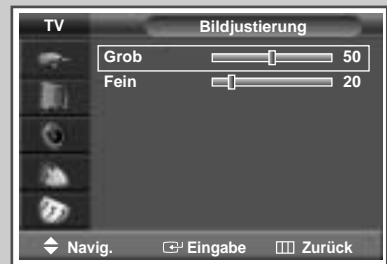 TV Bildjustierung
Grob 50
Fein 20
Navig. Eingabe Zurück